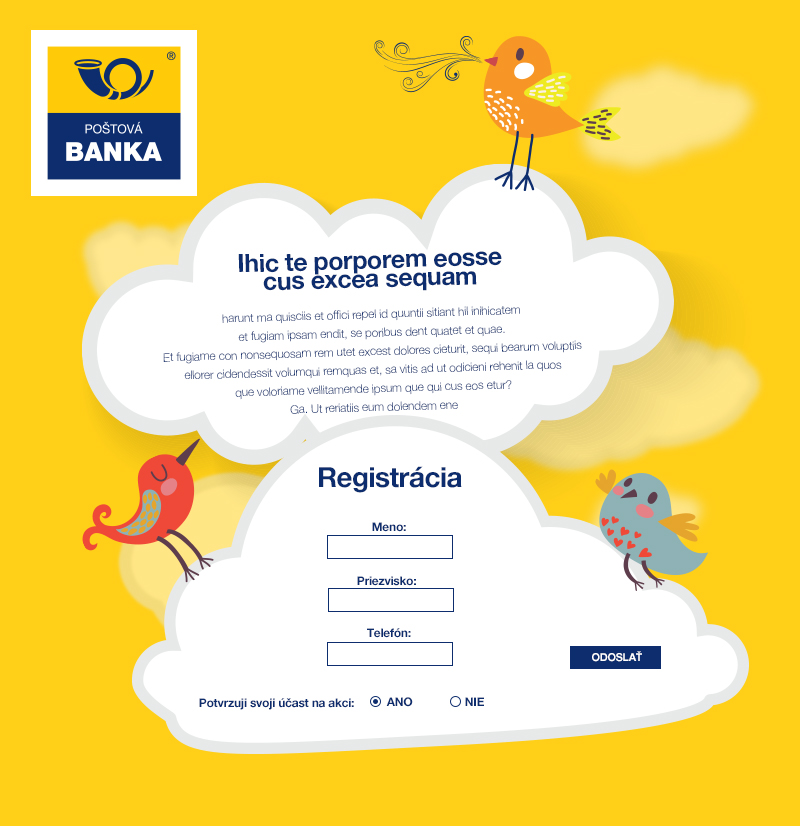 ®
POŠTOVÁ
BANKA
Ihic te porporem eosse
cus excea sequam
harunt ma quisciis et offici repel id quuntii sitiant hil inihicatem
et fugiam ipsam endit, se poribus dent quatet et quae.
Et fugiame con nonsequosam rem utet excest dolores cieturit, sequi bearum voluptiis
ellorer cidendessit volumqui remquas et, sa vitis ad ut odicieni rehenit la quos
que voloriame vellitamende ipsum que qui cus eos etur?
Ga. Ut reriatiis eum dolendem ene
Registrácia
Meno:
Priezvisko:
Telefón:
ODOSLAŤ
Potvrzuji svoji účast na akci: ANO NIE